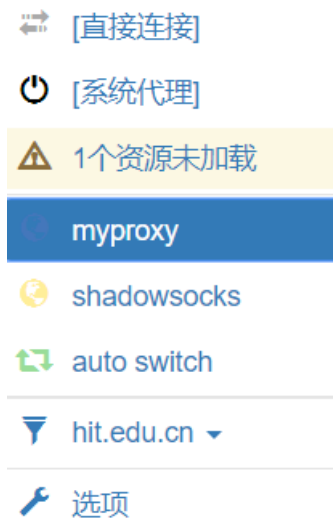 [直接连接]
[系统代理]
1个资源未加载
myproxy
shadowsocks
auto switch
hit.edu.cn
选项